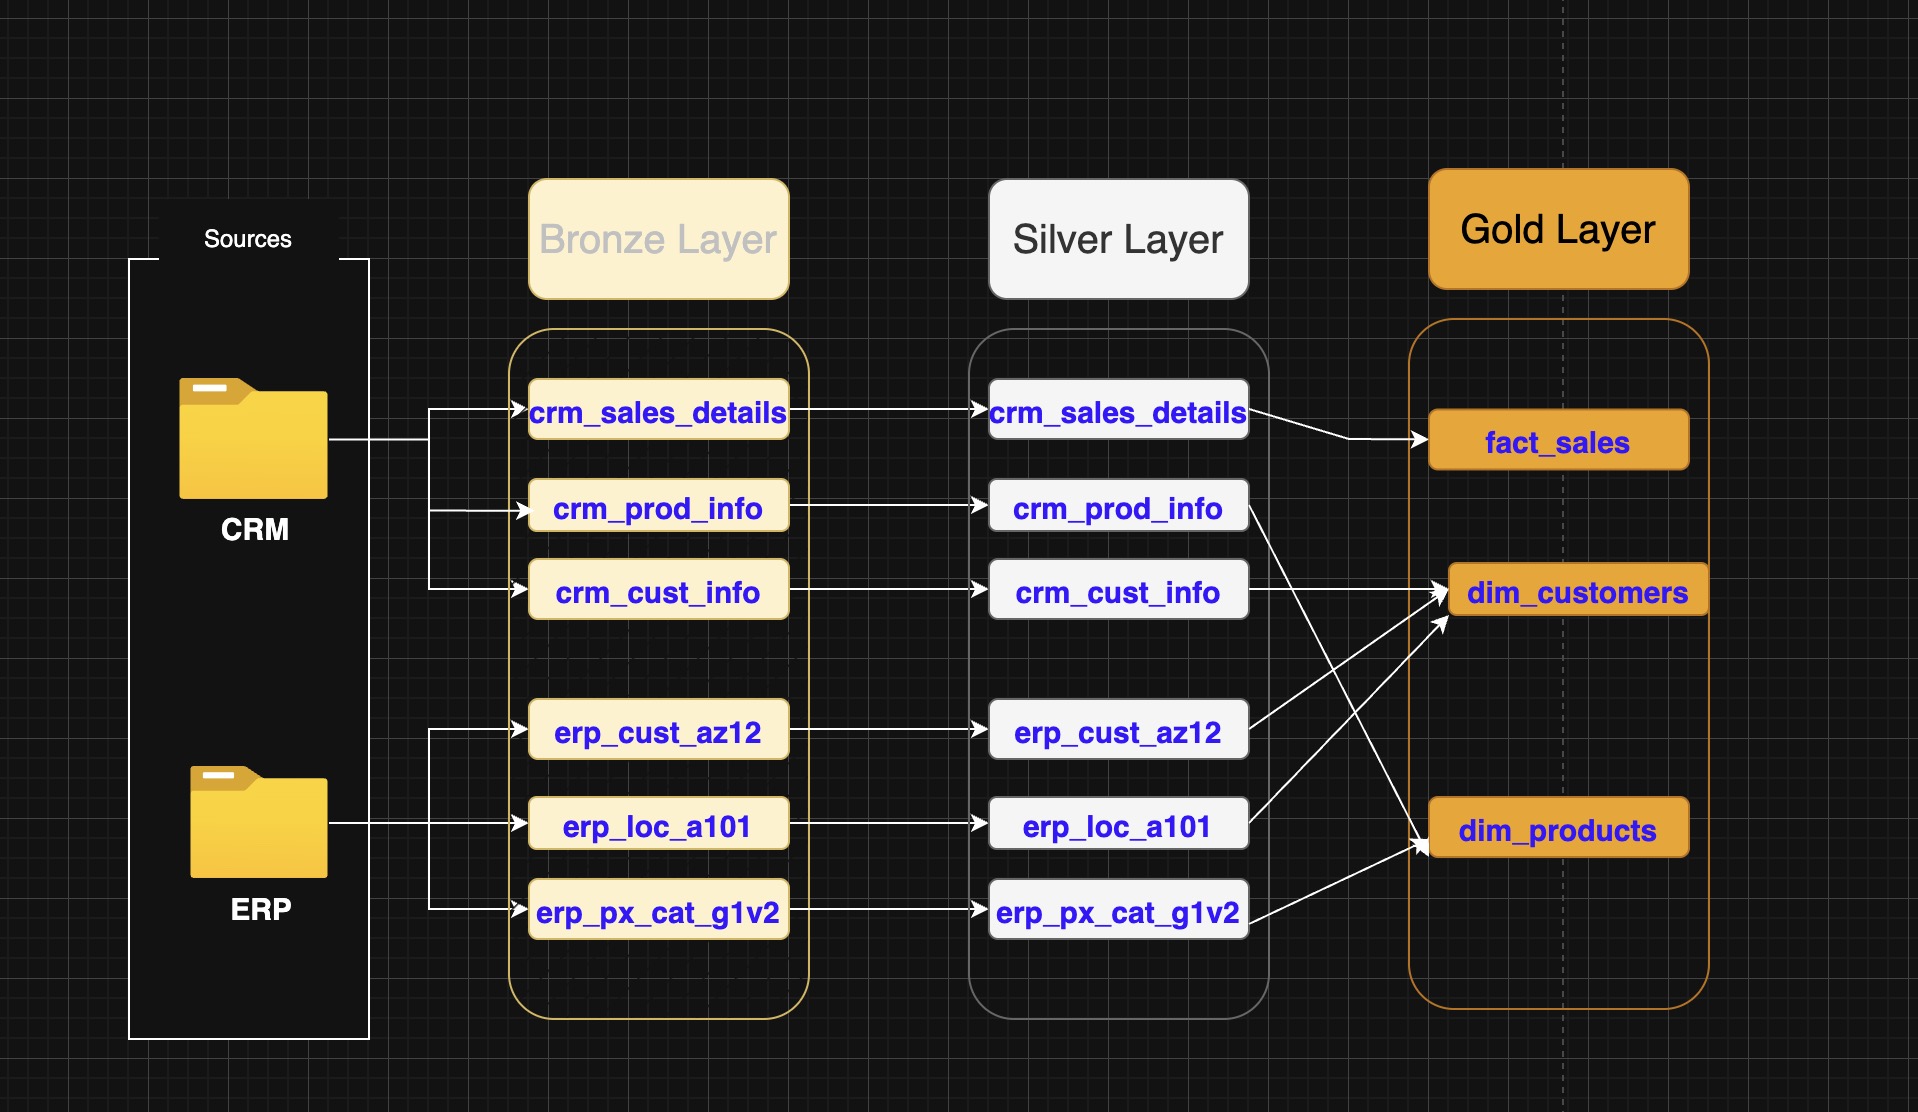 Sources
CRM
ERP
Bronze Layer
crm_sales_details
crm_prod_info
crm_cust_info
erp_cust_az12
erp_loc_a101
erp_px_cat_g1v2
Silver Layer
crm_sales_details
crm_prod_info
crm_cust_info
erp_cust_az12
erp_loc_a101
erp_px_cat_g1v2
Gold Layer
fact_sales
dim_customers
dim_products